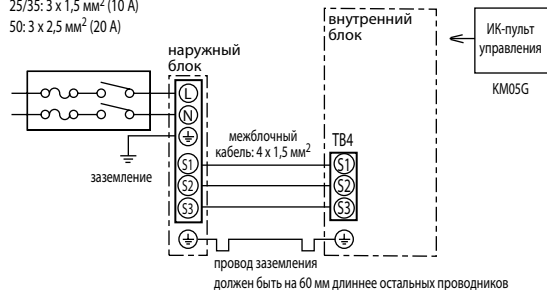 25/35: 3 x 1,5 мм² (10 А)
50: 3 x 2,5 мм² (20 А)
наружный
блок
внутренний
блок
ИК-пульт
управления
KM05G
L
N
межблочный
кабель: 4 x 1,5 мм²
TB4
заземление
S1
S1
S2
S2
S3
S3
провод заземления
должен быть на 60 мм длиннее остальных проводников